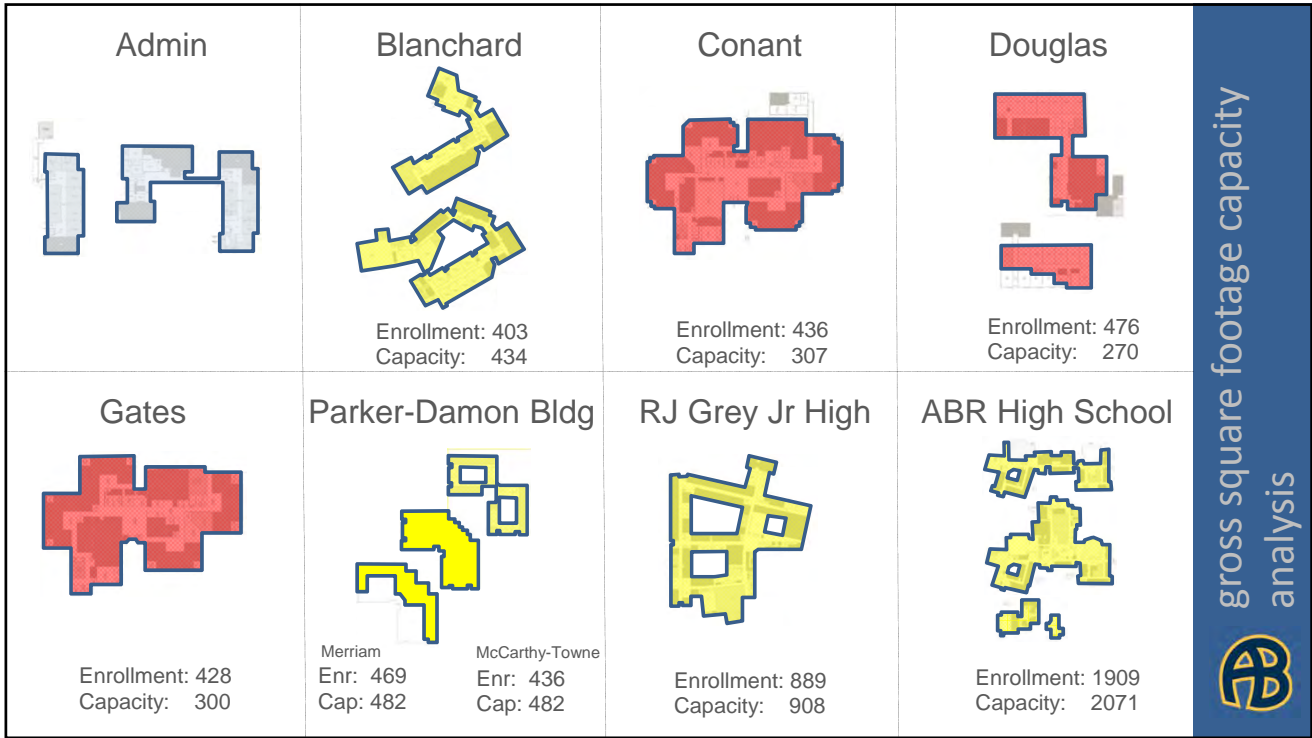 Admin
Blanchard
Enrollment: 403
Capacity: 434
Conant
Enrollment: 436
Capacity: 307
Douglas
Enrollment: 476
Capacity: 270
Gates
Enrollment: 428
Capacity: 300
Parker-Damon Bldg
Merriam
Enr: 469
Cap: 482
McCarthy-Towne
Enr: 436
Cap: 482
RJ Grey Jr High
Enrollment: 889
Capacity: 908
ABR High School
Enrollment: 1909
Capacity: 2071
gross square footage capacity
analysis
AB